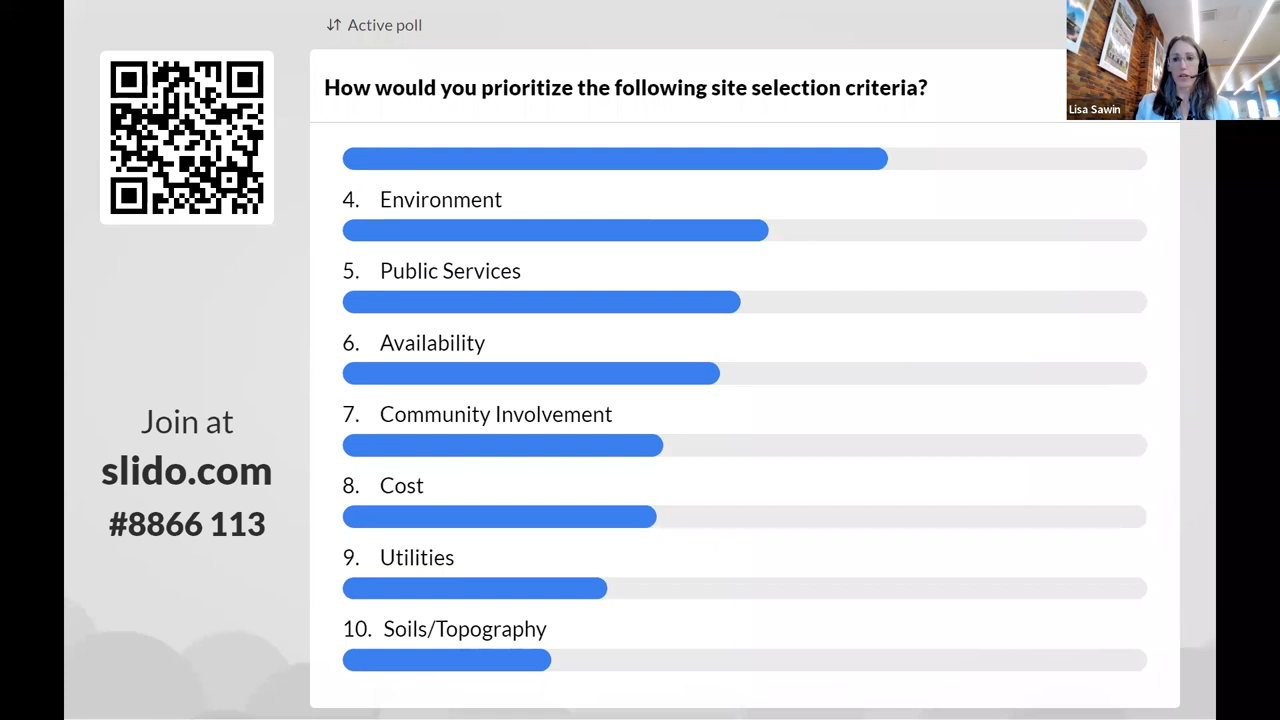 Active poll
How would you prioritize the following site selection criteria?
Lisa Sawin
4. Environment
5. Public Services
6. Availability
7. Community Involvement
8. Cost
9. Utilities
10. Soils/Topography
Join at
slido.com
#8866 113